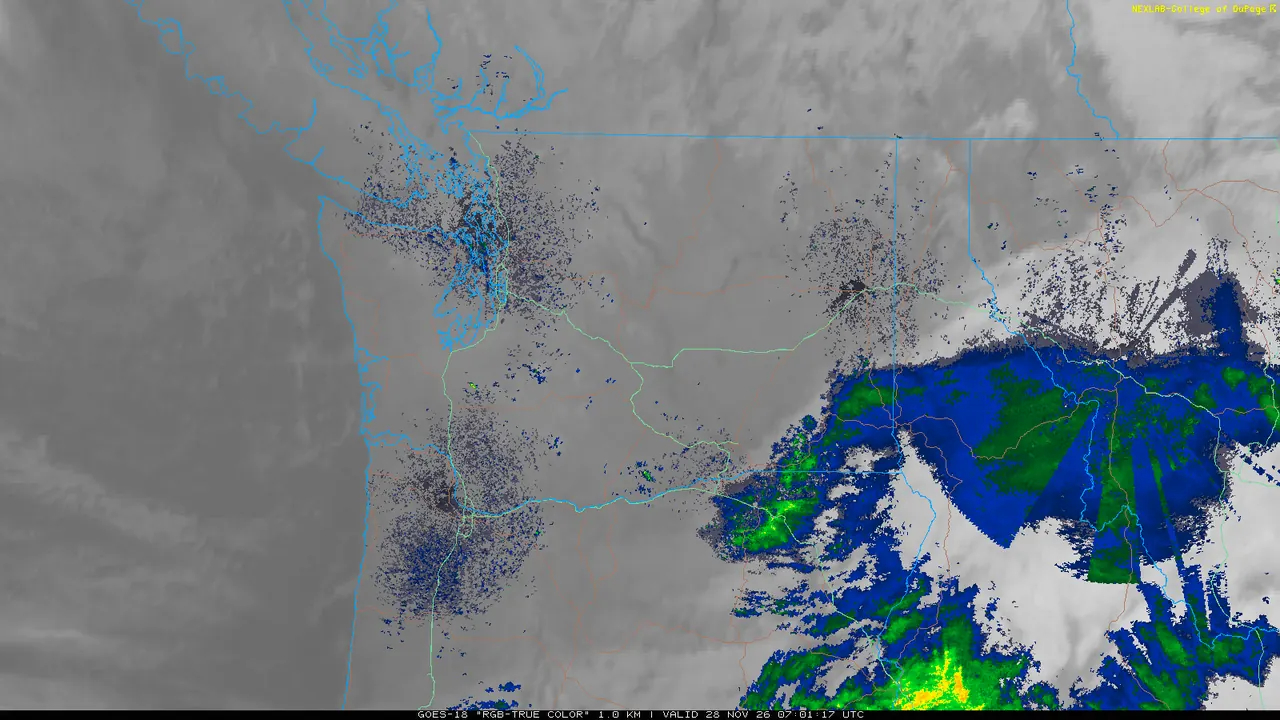 NEXLAB-College of DuPage
GOES-18 "RGB-TRUE COLOR" 1.0 KM | VALID 28 NOV 26 07:01:17 UTC